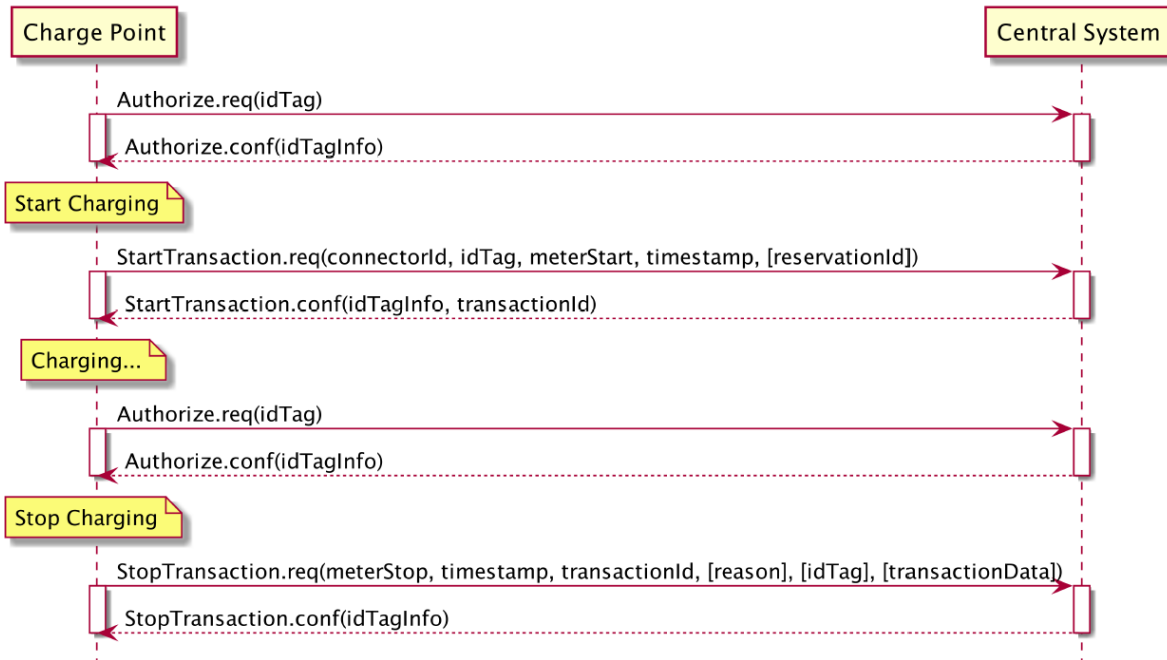 Charge Point
Central System
Authorize.req(idTag)
Authorize.conf(idTagInfo)
Start Charging
StartTransaction.req(connectorId, idTag, meterStart, timestamp, [reservationId])
StartTransaction.conf(idTagInfo, transactionId)
Charging...
Authorize.req(idTag)
Authorize.conf(idTagInfo)
Stop Charging
StopTransaction.req(meterStop, timestamp, transactionId, [reason], [idTag], [transactionData])
StopTransaction.conf(idTagInfo)